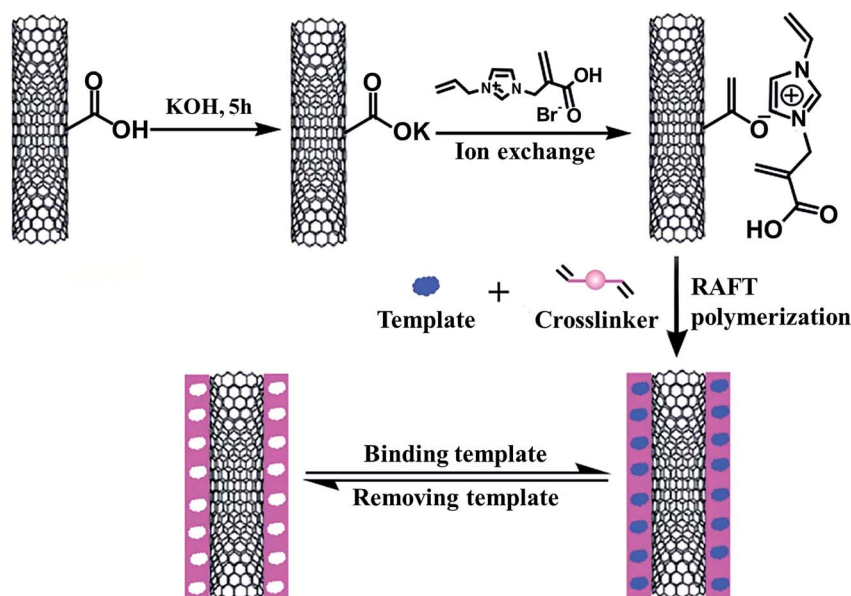 O
OH
KOH, 5h
O
OK
N
+
N
OH
O
Br-
Ion exchange
O-
N
+
N
HO
O
Template
+
Crosslinker
RAFT
polymerization
Binding template
Removing template